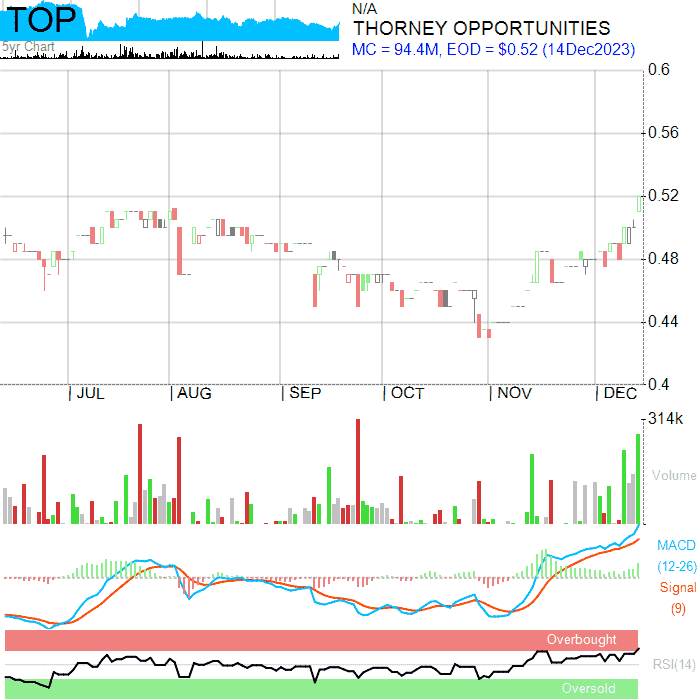 TOP
5yr Chart
N/A
THORNEY OPPORTUNITIES
MC = 94.4M, EOD = $0.52 (14Dec2023)
0.6
0.56
0.52
0.48
0.44
0.4
JUL AUG SEP OCT NOV DEC
314k
Volume
MACD
(12-26)
Signal
(9)
Overbought
RSI(14)
Oversold